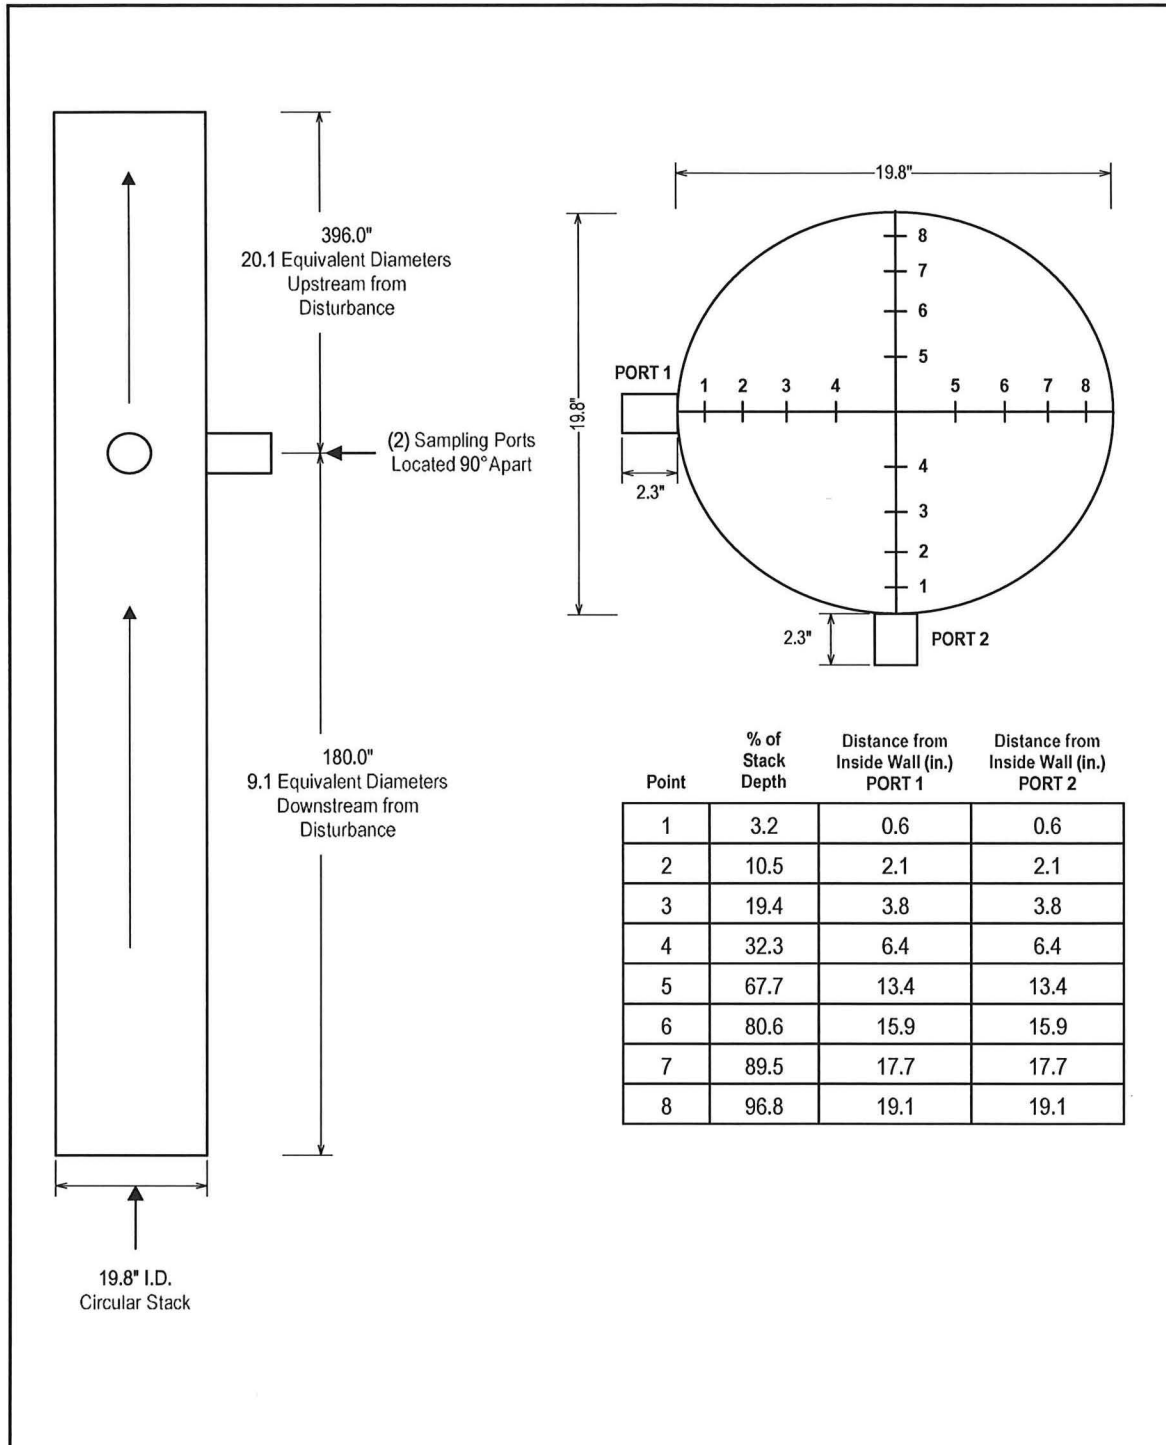 396.0"
20.1 Equivalent Diameters
Upstream from
Disturbance
(2) Sampling Ports
Located 90° Apart
180.0"
9.1 Equivalent Diameters
Downstream from
Disturbance
19.8" I.D.
Circular Stack
19.8"
19.8"
8
7
6
5
PORT 1
1 2 3 4 5 6 7 8
2.3"
4
3
2
1
2.3"
PORT 2
Point % of Stack Depth Distance from Inside Wall (in.) PORT 1 Distance from Inside Wall (in.) PORT 2
1 3.2 0.6 0.6
2 10.5 2.1 2.1
3 19.4 3.8 3.8
4 32.3 6.4 6.4
5 67.7 13.4 13.4
6 80.6 15.9 15.9
7 89.5 17.7 17.7
8 96.8 19.1 19.1